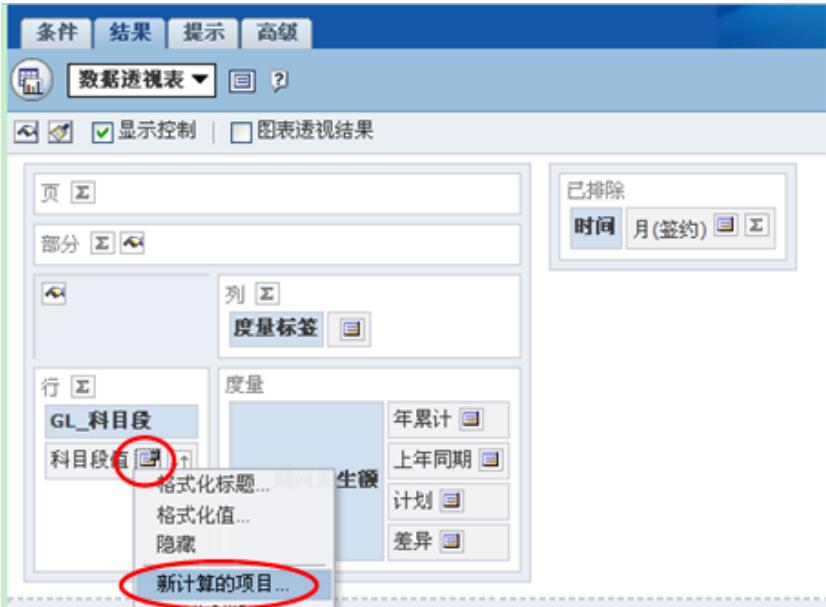 条件 结果 提示 高级
数据透视表
显示控制 | 图表透视结果
页
部分
列
度量标签
已排除
时间 月(签约)
行
GL_科目段
科目段值
度量
年累计
上年同期
计划
差异
生额
格式化标题...
格式化值...
隐藏
新计算的项目...